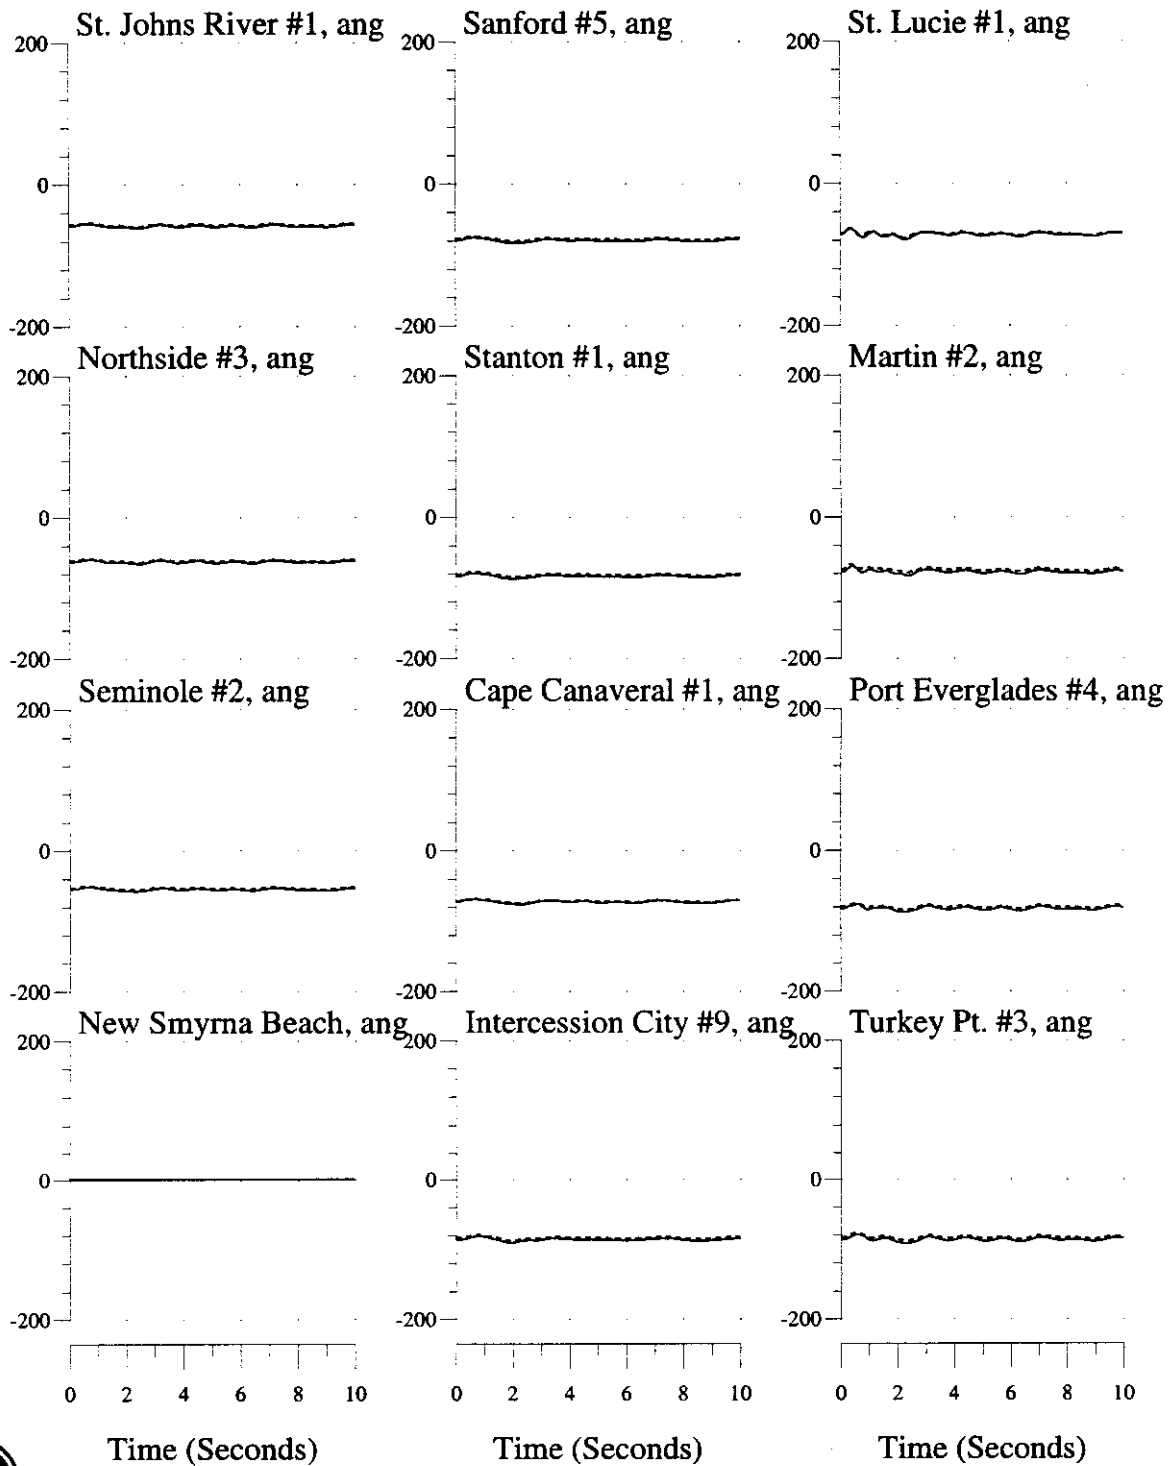 St. Johns River #1, ang
200
0
-200
Sanford #5, ang
200
0
-200
St. Lucie #1, ang
200
0
-200
Northside #3, ang
200
0
-200
Stanton #1, ang
200
0
-200
Martin #2, ang
200
0
-200
Seminole #2, ang
200
0
-200
Cape Canaveral #1, ang
200
0
-200
Port Everglades #4, ang
200
0
-200
New Smyrna Beach, ang
200
0
-200
Intercession City #9, ang
200
0
-200
Turkey Pt. #3, ang
200
0
-200
0 2 4 6 8 10
0 2 4 6 8 10
0 2 4 6 8 10
Time (Seconds)
Time (Seconds)
Time (Seconds)